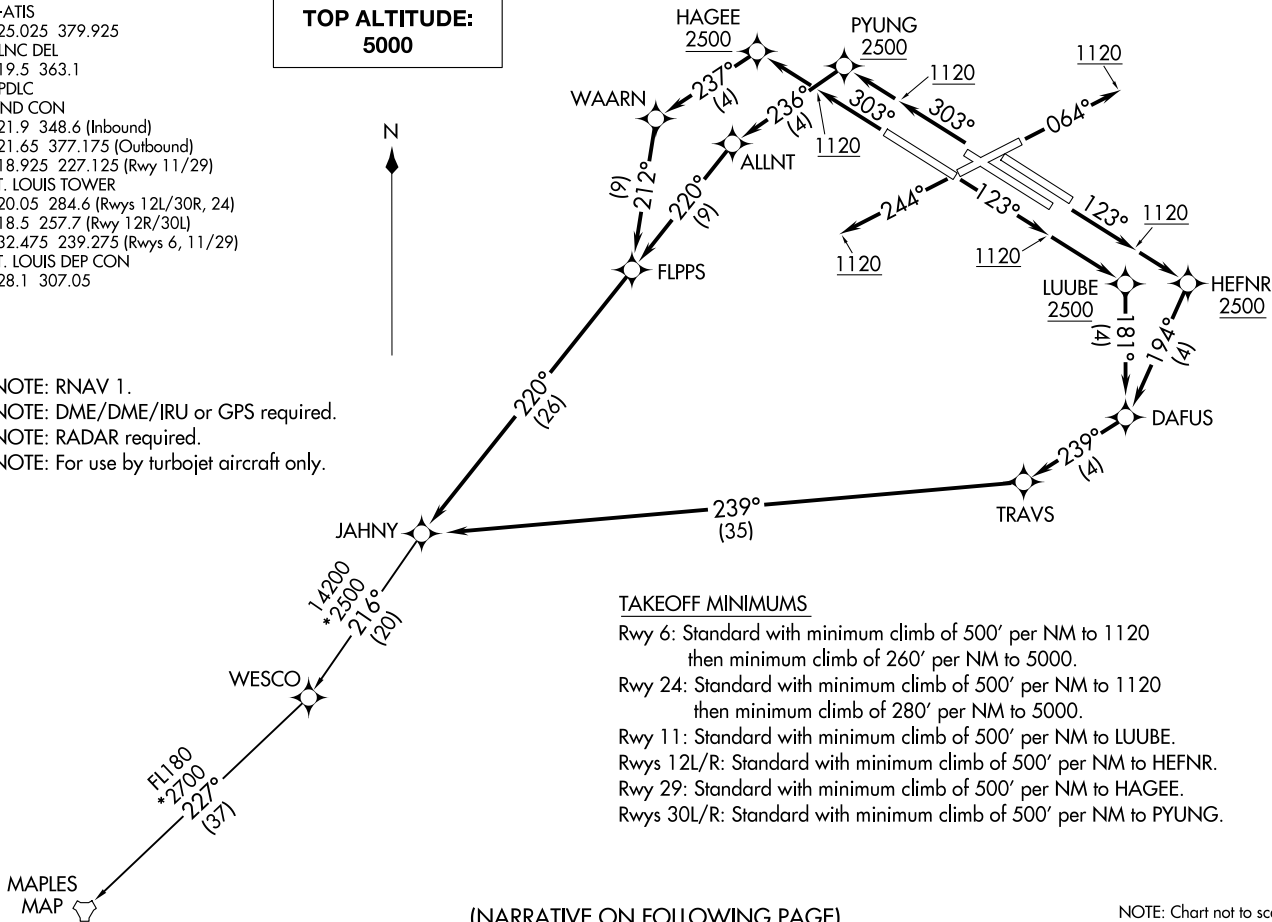 -ATIS
25.025 379.925
LNC DEL
19.5 363.1
PDLC
ND CON
21.9 348.6 (Inbound)
21.65 377.175 (Outbound)
18.925 227.125 (Rwy 11/29)
T. LOUIS TOWER
20.05 284.6 (Rwys 12L/30R, 24)
18.5 257.7 (Rwy 12R/30L)
32.475 239.275 (Rwys 6, 11/29)
T. LOUIS DEP CON
28.1 307.05
TOP ALTITUDE:
5000
N
HAGEE
2500
PYUNG
2500
1120
1120
WAARN
237°
(4)
236°
(4)
303°
303°
064°
1120
ALLNT
212°
(9)
220°
(9)
244°
1120
123°
123°
1120
1120
FLPPS
LUUBE
2500
HEFNR
2500
181°
(4)
194°
(4)
NOTE: RNAV 1.
NOTE: DME/DME/IRU or GPS required.
NOTE: RADAR required.
NOTE: For use by turbojet aircraft only.
220°
(26)
DAFUS
239°
(4)
TRAVS
239°
(35)
JAHNY
14200
*2500
216°
(20)
WESCO
FL180
*2700
227°
(37)
MAPLES
MAP
TAKEOFF MINIMUMS
Rwy 6: Standard with minimum climb of 500' per NM to 1120
then minimum climb of 260' per NM to 5000.
Rwy 24: Standard with minimum climb of 500' per NM to 1120
then minimum climb of 280' per NM to 5000.
Rwy 11: Standard with minimum climb of 500' per NM to LUUBE.
Rwys 12L/R: Standard with minimum climb of 500' per NM to HEFNR.
Rwy 29: Standard with minimum climb of 500' per NM to HAGEE.
Rwys 30L/R: Standard with minimum climb of 500' per NM to PYUNG.
(NARRATIVE ON FOLLOWING PAGE)
NOTE: Chart not to sc